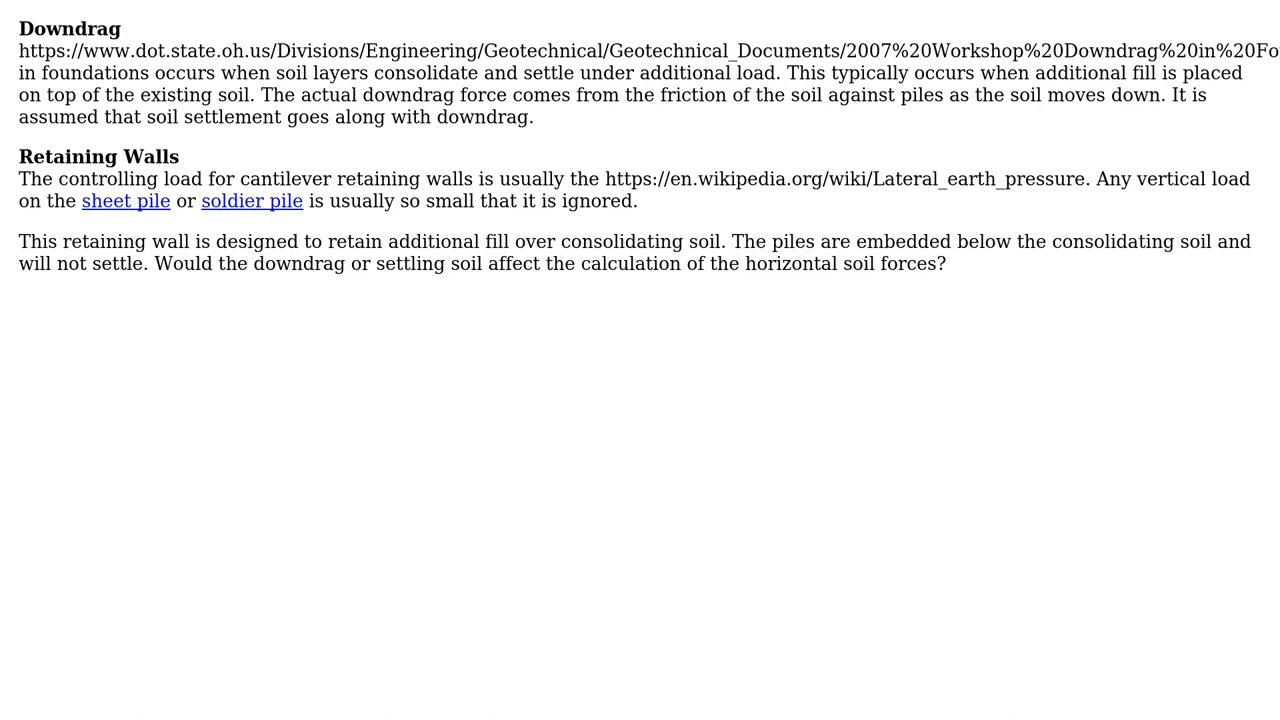 Downdrag
https://www.dot.state.oh.us/Divisions/Engineering/Geotechnical/Geotechnical_Documents/2007%20Workshop%20Downdrag%20in%20Fo
in foundations occurs when soil layers consolidate and settle under additional load. This typically occurs when additional fill is placed
on top of the existing soil. The actual downdrag force comes from the friction of the soil against piles as the soil moves down. It is
assumed that soil settlement goes along with downdrag.
Retaining Walls
The controlling load for cantilever retaining walls is usually the https://en.wikipedia.org/wiki/Lateral_earth_pressure. Any vertical load
on the sheet pile or soldier pile is usually so small that it is ignored.
This retaining wall is designed to retain additional fill over consolidating soil. The piles are embedded below the consolidating soil and
will not settle. Would the downdrag or settling soil affect the calculation of the horizontal soil forces?